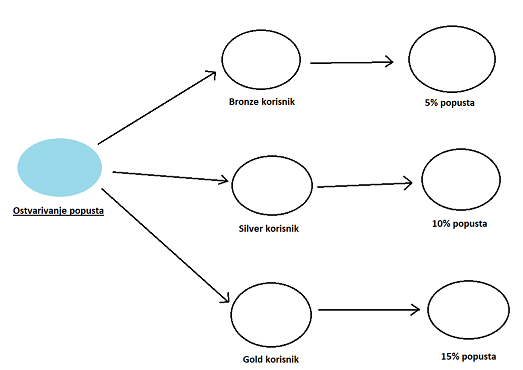 Bronze korisnik
5% popusta
Ostvarivanje popusta
Silver korisnik
10% popusta
Gold korisnik
15% popusta